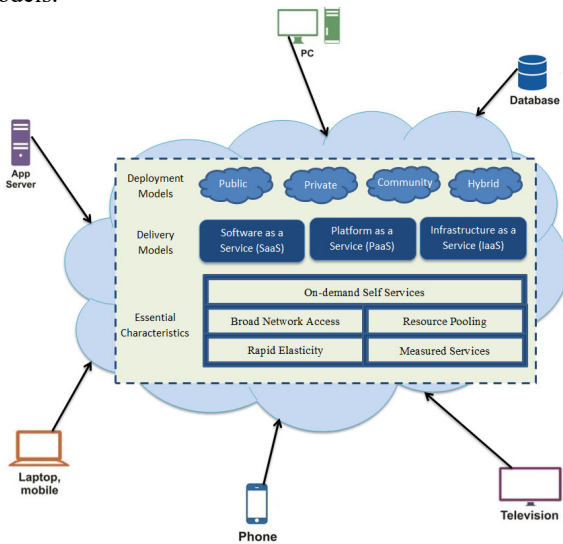 odels.
PC
Database
App
Server
Deployment
Models
Public
Private
Community
Hybrid
Delivery
Models
Software as a
Service (SaaS)
Platform as a
Service (PaaS)
Infrastructure as a
Service (IaaS)
Essential
Characteristics
On-demand Self Services
Broad Network Access
Resource Pooling
Rapid Elasticity
Measured Services
Laptop,
mobile
Phone
Television